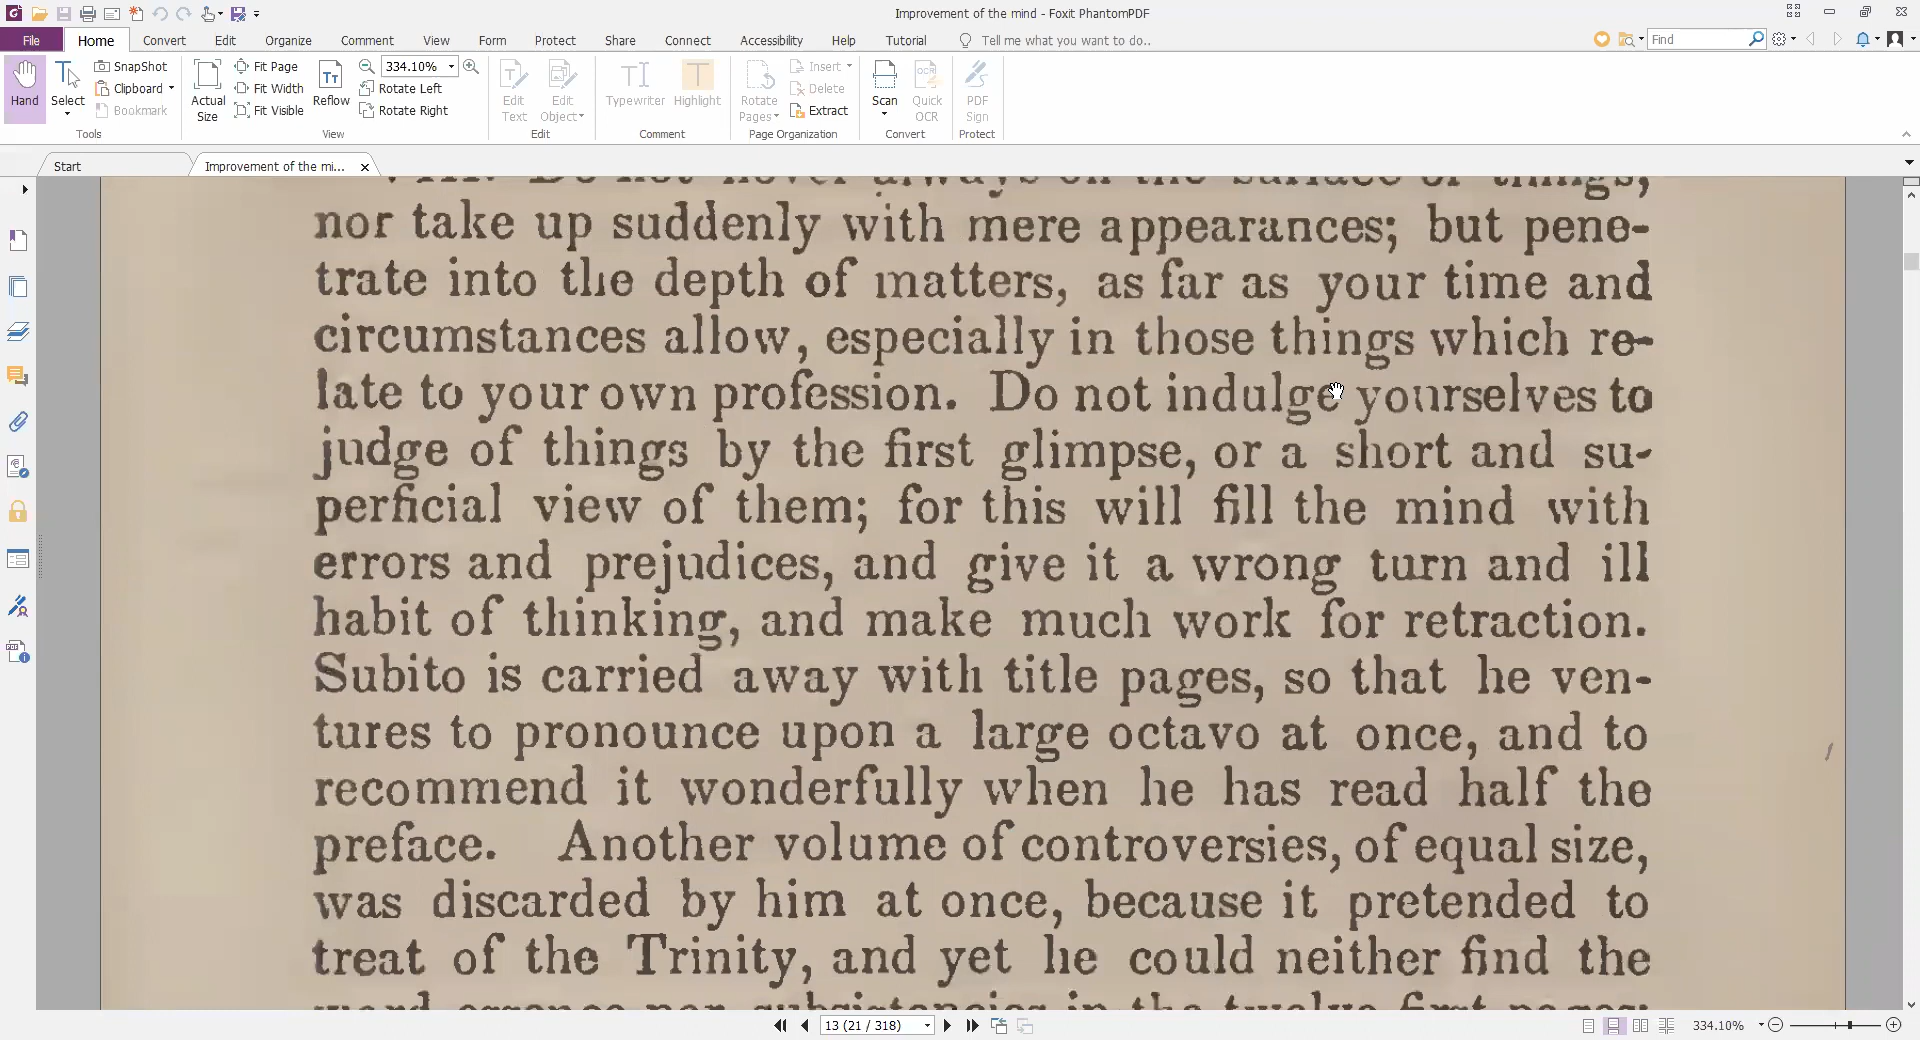 Improvement of the mind - Foxit PhantomPDF
File Home Convert Edit Organize Comment View Form Protect Share Connect Accessibility Help Tutorial Tell me what you want to do.. Find
Hand
Select
SnapShot
Clipboard
Bookmark
Tools
Actual Size
Fit Page
Fit Width
Fit Visible
Reflow
334.10%
Rotate Left
Rotate Right
View
Edit Text
Edit Object
Edit
Typewriter
Highlight
Comment
Rotate Pages
Insert
Delete
Extract
Page Organization
Scan
Quick OCR
Convert
PDF Sign
Protect
Start
Improvement of the mi...
nor take up suddenly with mere appearances; but pene-
trate into the depth of matters, as far as your time and
circumstances allow, especially in those things which re-
late to your own profession. Do not indulge yourselves to
judge of things by the first glimpse, or a short and su-
perficial view of them; for this will fill the mind with
errors and prejudices, and give it a wrong turn and ill
habit of thinking, and make much work for retraction.
Subito is carried away with title pages, so that he ven-
tures to pronounce upon a large octavo at once, and to
recommend it wonderfully when he has read half the
preface. Another volume of controversies, of equal size,
was discarded by him at once, because it pretended to
treat of the Trinity, and yet he could neither find the
13 (21 / 318)
334.10%